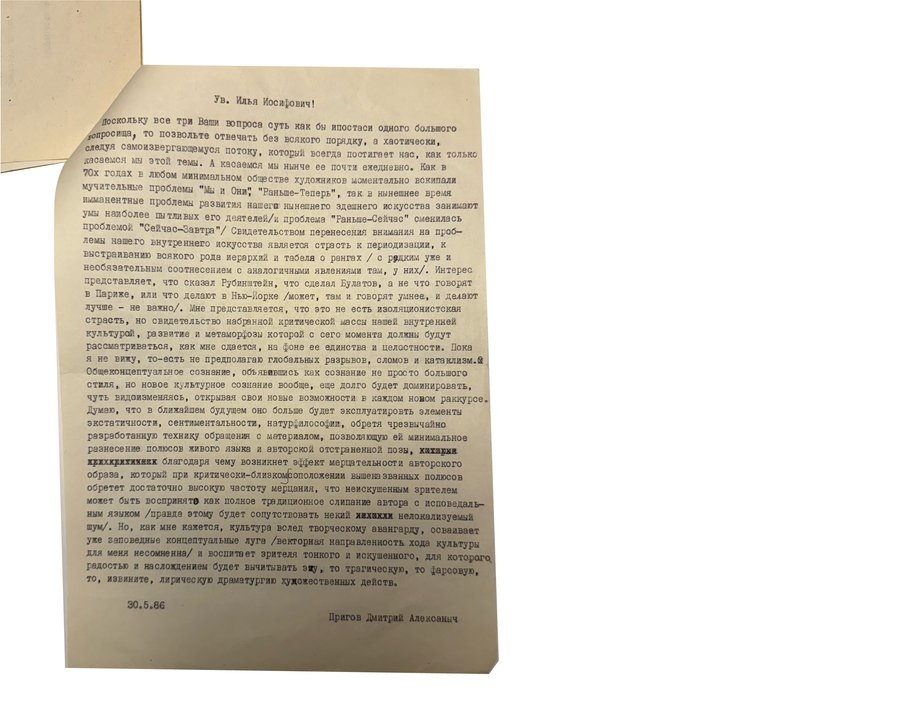 Ув. Илья Иосифович!
Поскольку все три Ваши вопроса суть как бы ипостаси одного большого
вопросища, то позвольте отвечать без всякого порядку, а хаотически,
следуя самоизвергающемуся потоку, который всегда постигает нас, как только
касаемся мы этой темы. А касаемся мы нынче ее почти ежедневно. Как в
70х годах в любом минимальном обществе художников моментально вскипали
мучительные проблемы "Мы и Они", "Раньше-Теперь", так в нынешнее время
имманентные проблемы развития нашего нынешнего здешнего искусства занимают
умы наиболее пытливых его деятелей/и проблема "Раньше-Сейчас" сменилась
проблемой "Сейчас-Завтра"/ Свидетельством перенесения внимания на проб-
лемы нашего внутреннего искусства является страсть к периодизации, к
выстраиванию всякого рода иерархий и табеля о рангах / с редким уже и
необязательным соотнесением с аналогичными явлениями там, у них/. Интерес
представляет, что сказал Рубинштейн, что сделал Булатов, а не что говорят
в Париже, или что делают в Нью-Йорке /может, там и говорят умнее, и делают
лучше - не важно/. Мне представляется, что это не есть изоляционистская
страсть, но свидетельство набранной критической массы нашей внутренней
культурой, развитие и метаморфозы которой с сего момента должны будут
рассматриваться, как мне сдается, на фоне ее единства и целостности. Пока
я не вижу, то-есть не предполагаю глобальных разрывов, сломов и катаклизм.
Общеконцептуальное сознание, объявившись как сознание не просто большого
стиля, но новое культурное сознание вообще, еще долго будет доминировать,
чуть видоизменяясь, открывая свои новые возможности в каждом новом раккурсе.
Думаю, что в ближайшем будущем оно больше будет эксплуатировать элементы
экстатичности, сентиментальности, натурфилософии, обретя чрезвычайно
разработанную технику обращения с материалом, позволяющую ей минимальное
разнесение полюсов живого языка и авторской отстраненной позы,
благодаря чему возникнет эффект мерцательности авторского
образа, который при критически-близком соположении вышеназванных полюсов
обретет достаточно высокую частоту мерцания, что неискушенным зрителем
может быть воспринято как полное традиционное слипание автора с исповедаль-
ным языком /правда этому будет сопутствовать некий нелокализуемый
шум/. Но, как мне кажется, культура вслед творческому авангарду, осваивает
уже заповедные концептуальные луга /векторная направленность хода культуры
для меня несомненна/ и воспитает зрителя тонкого и искушенного, для которого,
радостью и наслождением будет вычитывать эту, то трагическую, то фарсовую,
то, извините, лирическую драматургию художественных действ.
30.5.86
Пригов Дмитрий Алексаныч